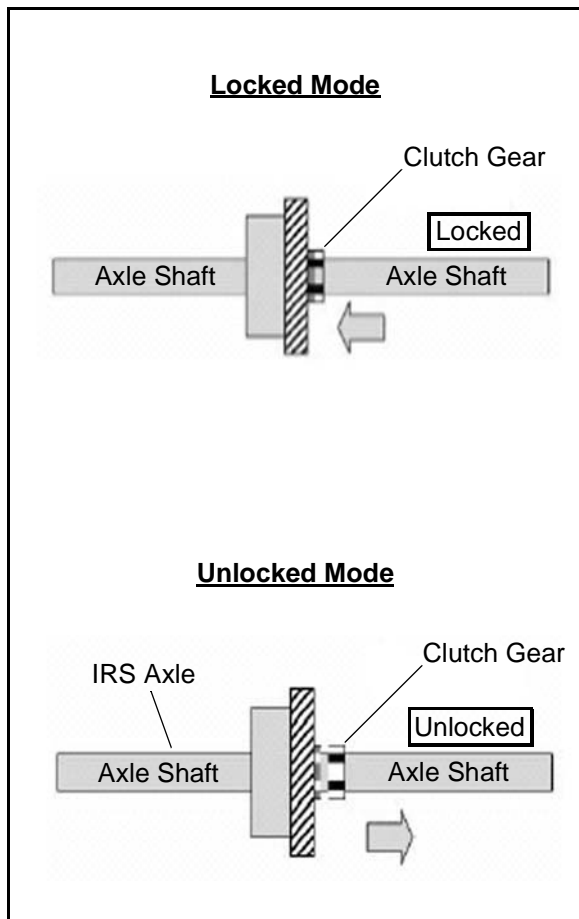 Locked Mode
Clutch Gear
Locked
Axle Shaft
Axle Shaft
Unlocked Mode
Clutch Gear
IRS Axle
Unlocked
Axle Shaft
Axle Shaft